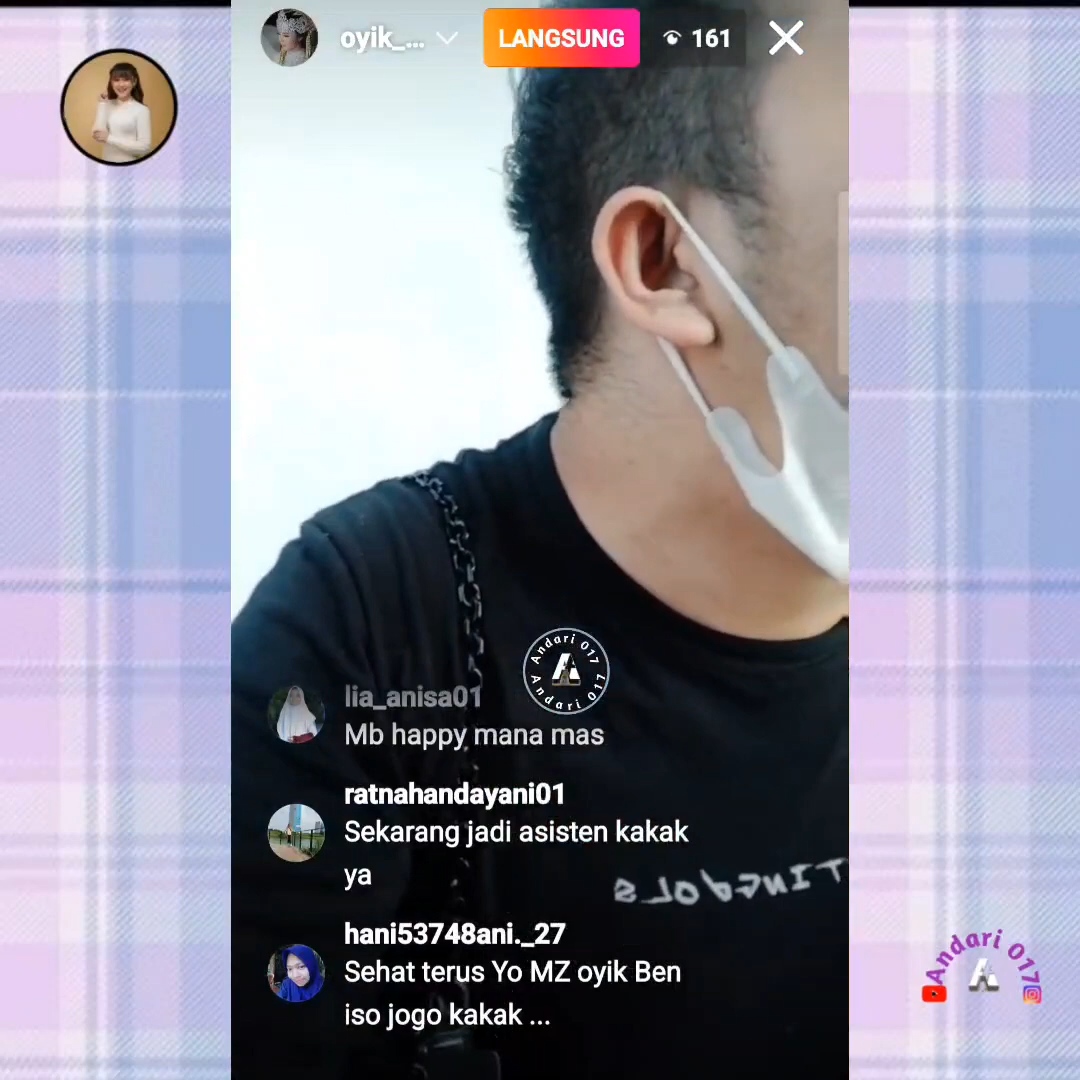 oyik_...
LANGSUNG
161
Andari 017
Andari 017
lia_anisa01
Mb happy mana mas
ratnahandayani01
Sekarang jadi asisten kakak
ya
hani53748ani._27
Sehat terus Yo MZ oyik Ben
iso jogo kakak ...
Andari 017